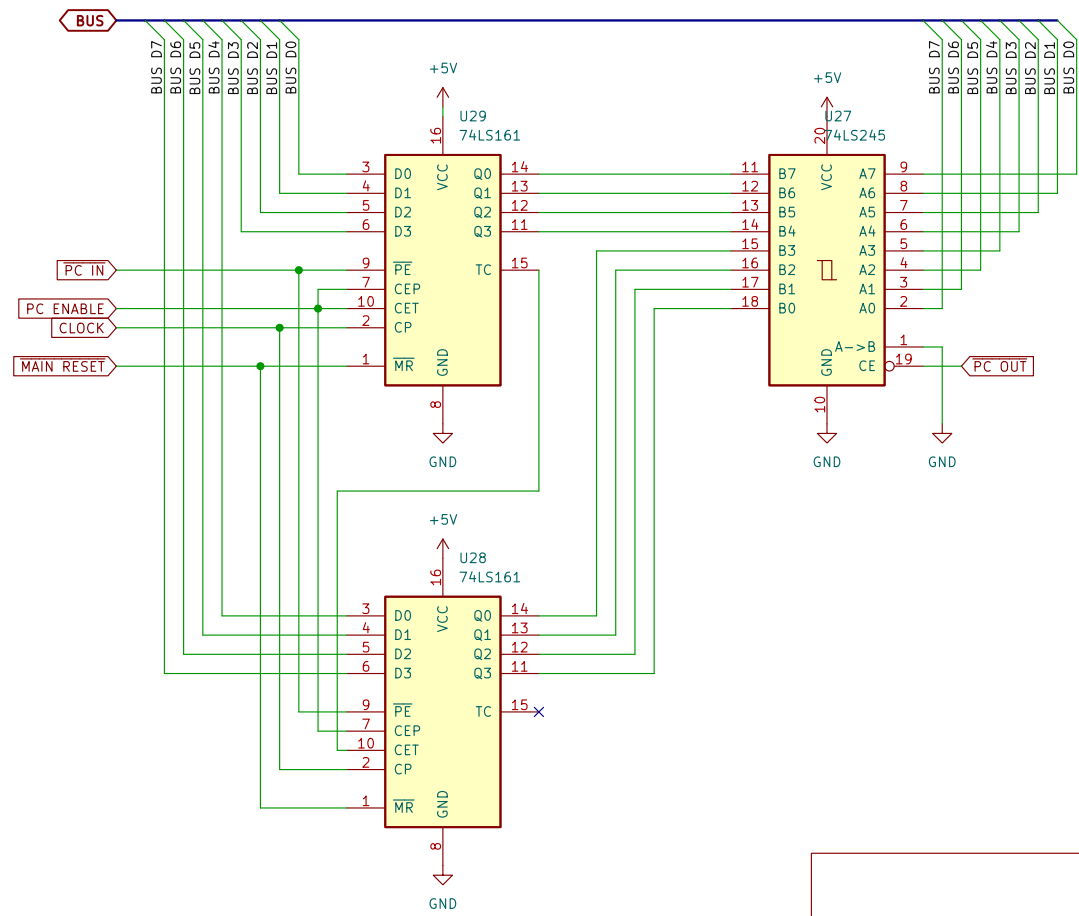 BUS
BUS D7
BUS D6
BUS D5
BUS D4
BUS D3
BUS D2
BUS D1
BUS D0
BUS D7
BUS D6
BUS D5
BUS D4
BUS D3
BUS D2
BUS D1
BUS D0
+5V
U29
74LS161
16
VCC
3 D0 Q0 14
4 D1 Q1 13
5 D2 Q2 12
6 D3 Q3 11
PC IN
9 PE TC 15
7 CEP
PC ENABLE
10 CET
CLOCK
2 CP
MAIN RESET
1 MR
GND
8
GND
+5V
U27
74LS245
20
VCC
11 B7 A7 9
12 B6 A6 8
13 B5 A5 7
14 B4 A4 6
15 B3 A3 5
16 B2 A2 4
17 B1 A1 3
18 B0 A0 2
A->B 1
CE 19
PC OUT
GND
10
GND
GND
+5V
U28
74LS161
16
VCC
3 D0 Q0 14
4 D1 Q1 13
5 D2 Q2 12
6 D3 Q3 11
9 PE TC 15
7 CEP
10 CET
2 CP
1 MR
GND
8
GND